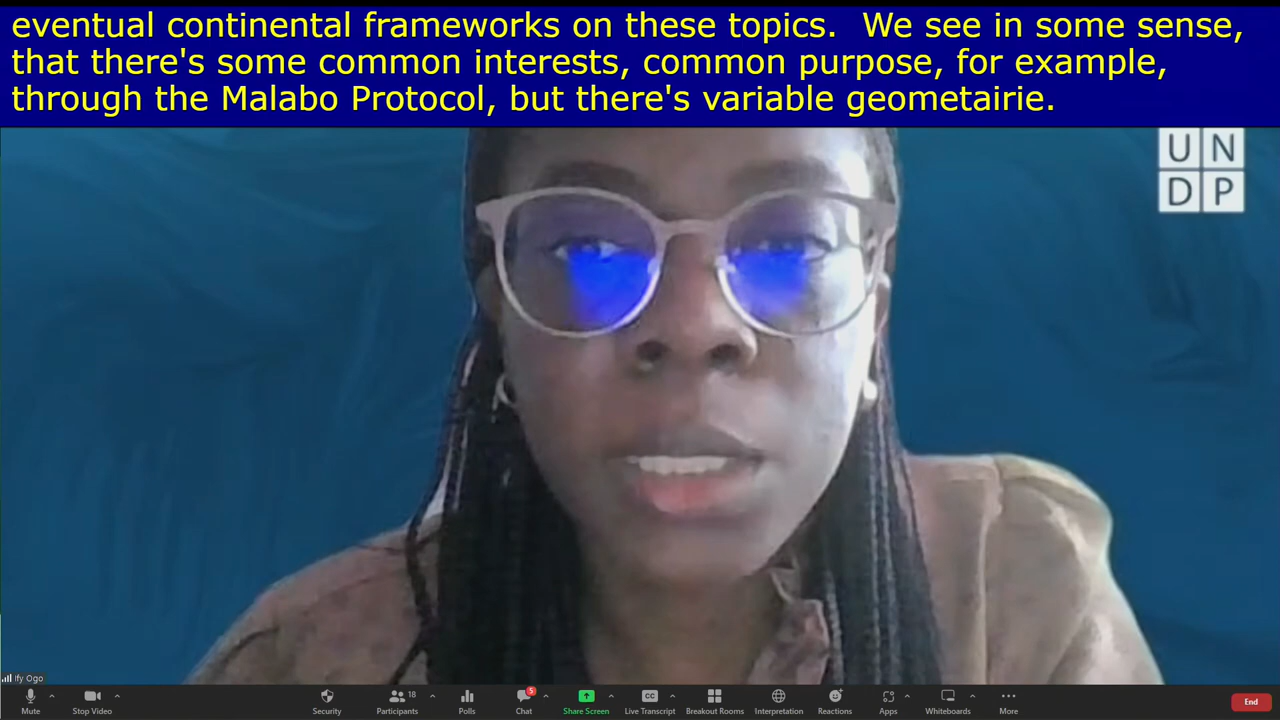 eventual continental frameworks on these topics.  We see in some sense,
that there's some common interests, common purpose, for example,
through the Malabo Protocol, but there's variable geometairie.
U N
D P
Ify Ogo
Mute
Stop Video
Security
Participants 18
Polls
Chat 5
Share Screen
CC Live Transcript
Breakout Rooms
Interpretation
Reactions
Apps
Whiteboards
More
End